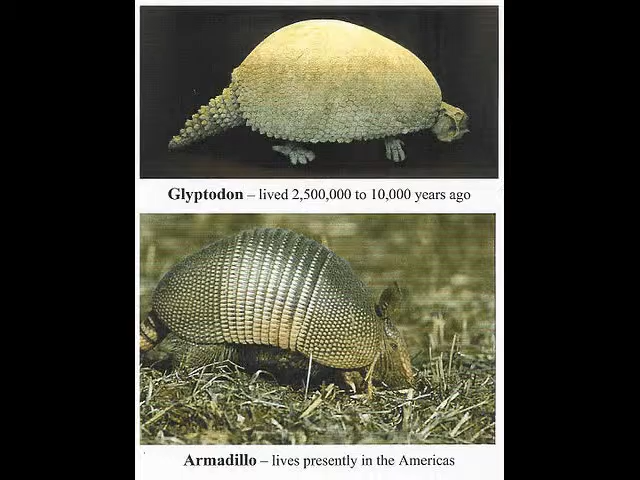 Glyptodon – lived 2,500,000 to 10,000 years ago
Armadillo – lives presently in the Americas